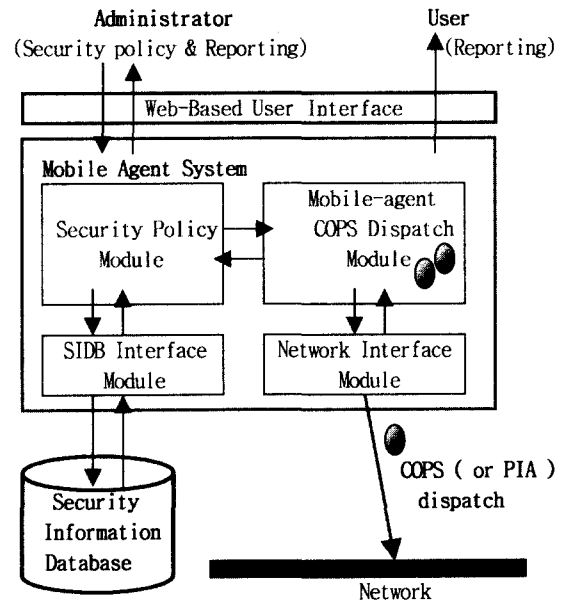 Administrator
(Security policy & Reporting)
User
(Reporting)
Web-Based User Interface
Mobile Agent System
Security Policy
Module
Mobile-agent
COPS Dispatch
Module
SIDB Interface
Module
Network Interface
Module
COPS ( or PIA )
dispatch
Security
Information
Database
Network